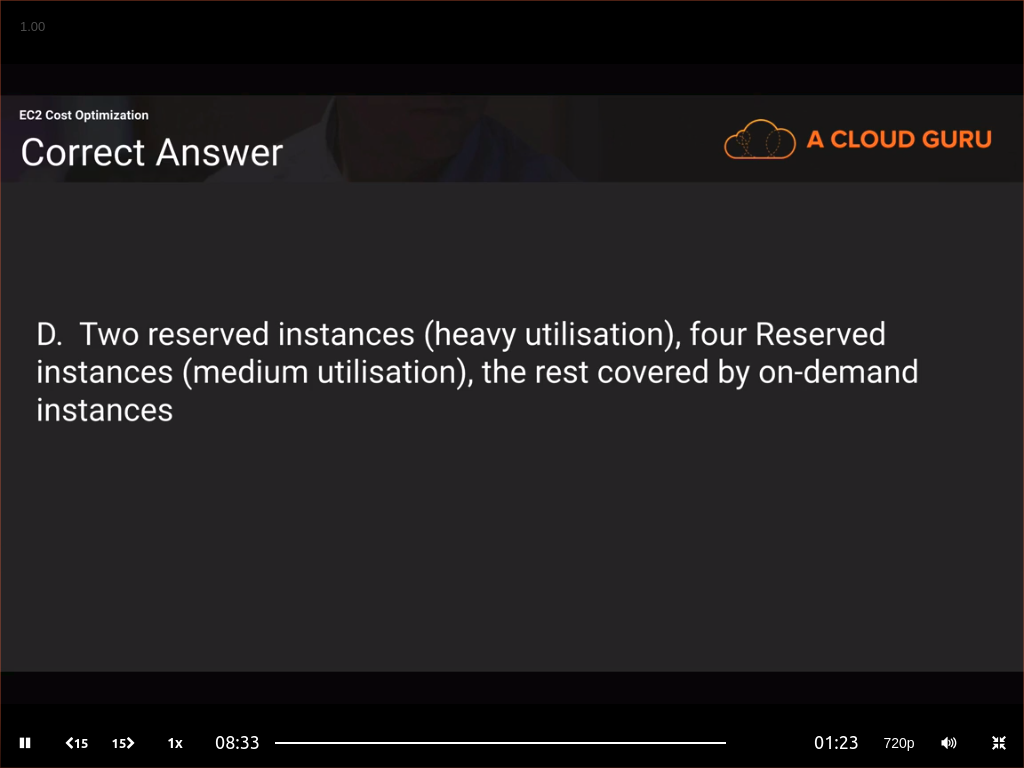 1.00
EC2 Cost Optimization
Correct Answer
A CLOUD GURU
D. Two reserved instances (heavy utilisation), four Reserved
instances (medium utilisation), the rest covered by on-demand
instances
15 15 1x 08:33 01:23 720p